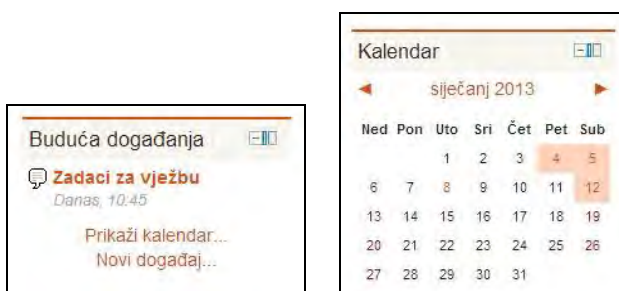 Buduća događanja
Zadaci za vježbu
Danas, 10:45
Prikaži kalendar...
Novi događaj...
Kalendar
◄ siječanj 2013 ►
Ned Pon Uto Sri Čet Pet Sub
1 2 3 4 5
6 7 8 9 10 11 12
13 14 15 16 17 18 19
20 21 22 23 24 25 26
27 28 29 30 31